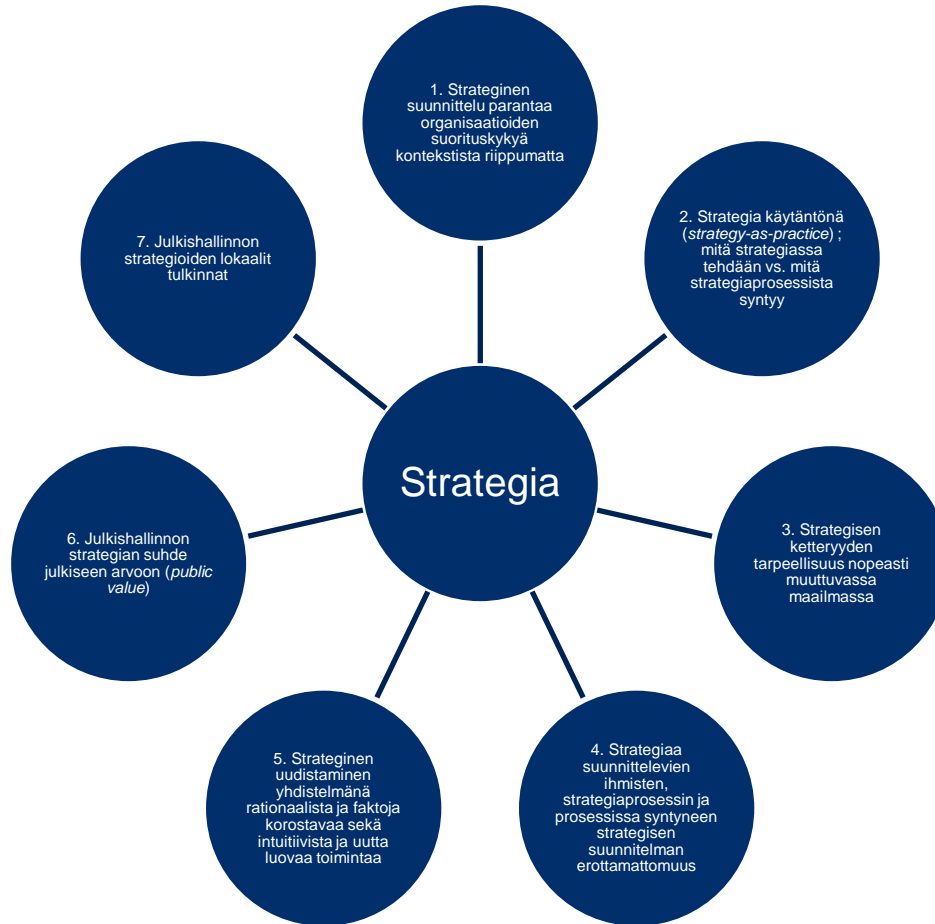 1. Strateginen
suunnittelu parantaa
organisaatioiden
suorituskykyä
kontekstista riippumatta
2. Strategia käytäntönä
(strategy-as-practice) ;
mitä strategiassa
tehdään vs. mitä
strategiaprosessista
syntyy
3. Strategisen
ketteryyden
tarpeellisuus nopeasti
muuttuvassa
maailmassa
4. Strategiaa
suunnittelevien
ihmisten,
strategiaprosessin ja
prosessissa syntyneen
strategisen
suunnitelman
erottamattomuus
5. Strateginen
uudistaminen
yhdistelmänä
rationaalista ja faktoja
korostavaa sekä
intuitiivista ja uutta
luovaa toimintaa
6. Julkishallinnon
strategian suhde
julkiseen arvoon (public
value)
7. Julkishallinnon
strategioiden lokaalit
tulkinnat
Strategia